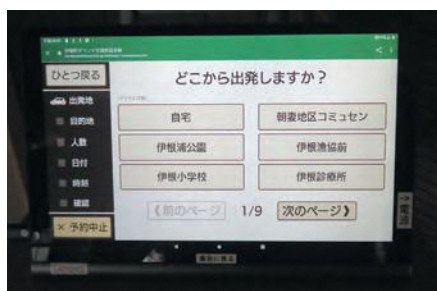 ひとつ戻る
どこから出発しますか？
出発地
目的地
人数
日付
時刻
確認
× 予約中止
自宅
朝妻地区コミュセン
伊根浦公園
伊根漁協前
伊根小学校
伊根診療所
《前のページ
1/9
次のページ》
電源